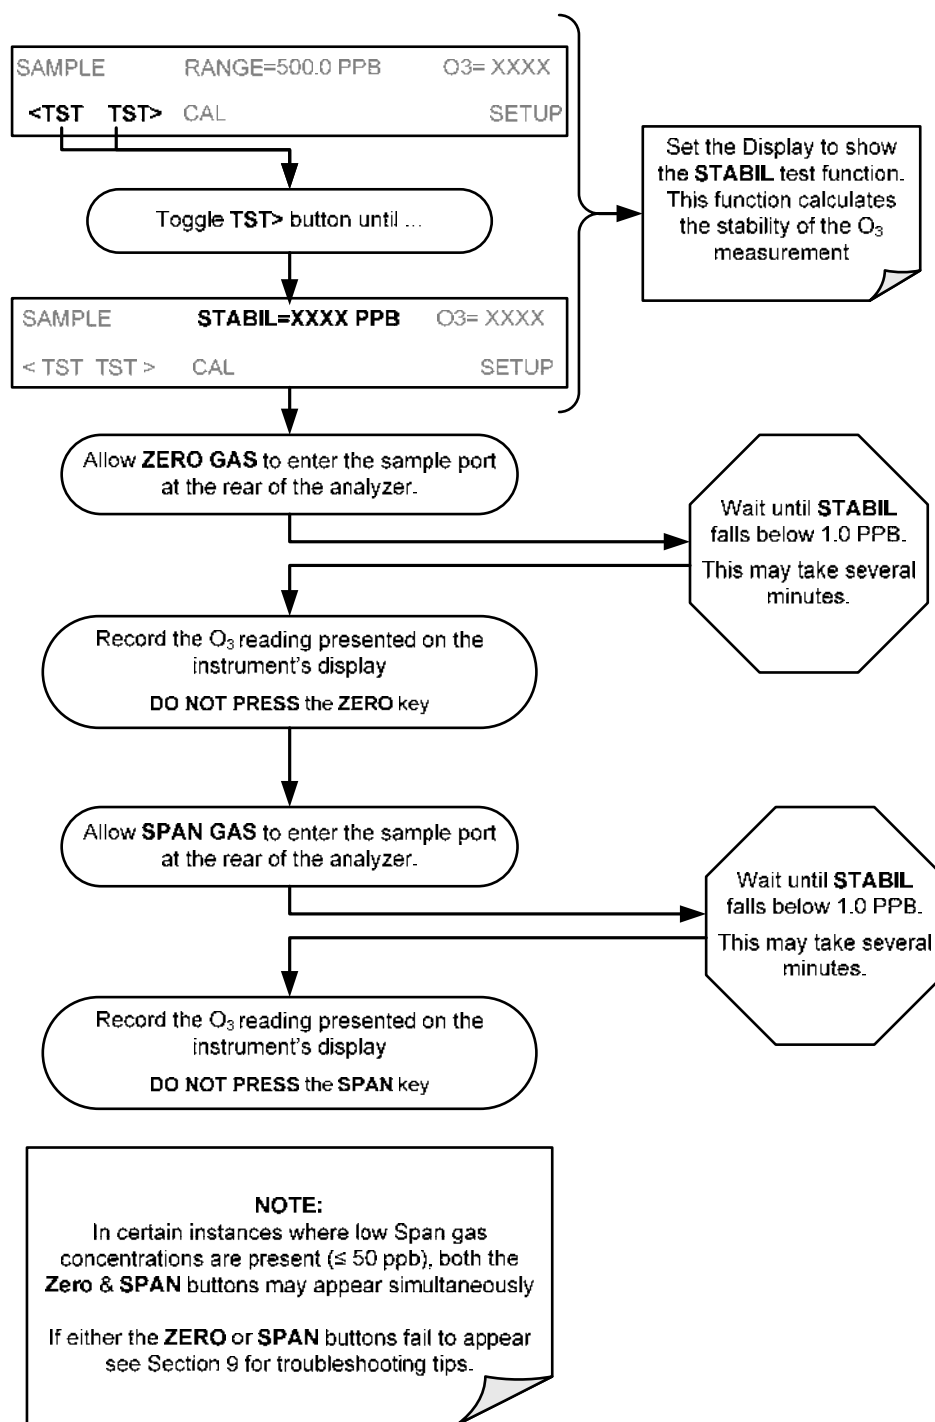 SAMPLE RANGE=500.0 PPB O3= XXXX
<TST TST> CAL SETUP
Set the Display to show
the STABIL test function.
This function calculates
the stability of the O3
measurement
Toggle TST> button until ...
SAMPLE STABIL=XXXX PPB O3= XXXX
< TST TST > CAL SETUP
Allow ZERO GAS to enter the sample port
at the rear of the analyzer.
Wait until STABIL
falls below 1.0 PPB.
This may take several
minutes.
Record the O3 reading presented on the
instrument's display
DO NOT PRESS the ZERO key
Allow SPAN GAS to enter the sample port
at the rear of the analyzer.
Wait until STABIL
falls below 1.0 PPB.
This may take several
minutes.
Record the O3 reading presented on the
instrument's display
DO NOT PRESS the SPAN key
NOTE:
In certain instances where low Span gas
concentrations are present (≤ 50 ppb), both the
Zero & SPAN buttons may appear simultaneously
If either the ZERO or SPAN buttons fail to appear
see Section 9 for troubleshooting tips.